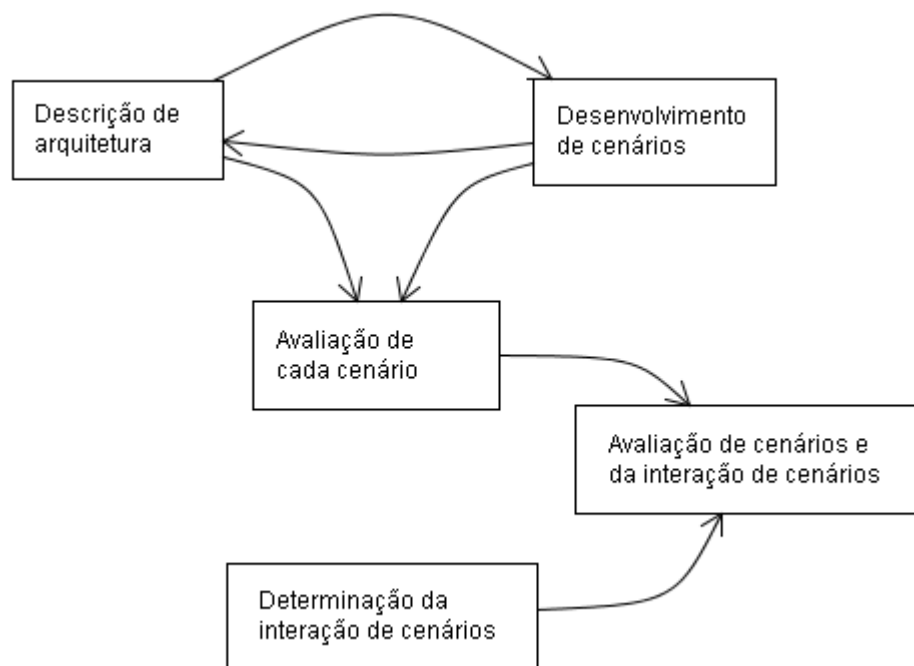 Descrição de
arquitetura
Desenvolvimento
de cenários
Avaliação de
cada cenário
Avaliação de cenários e
da interação de cenários
Determinação da
interação de cenários